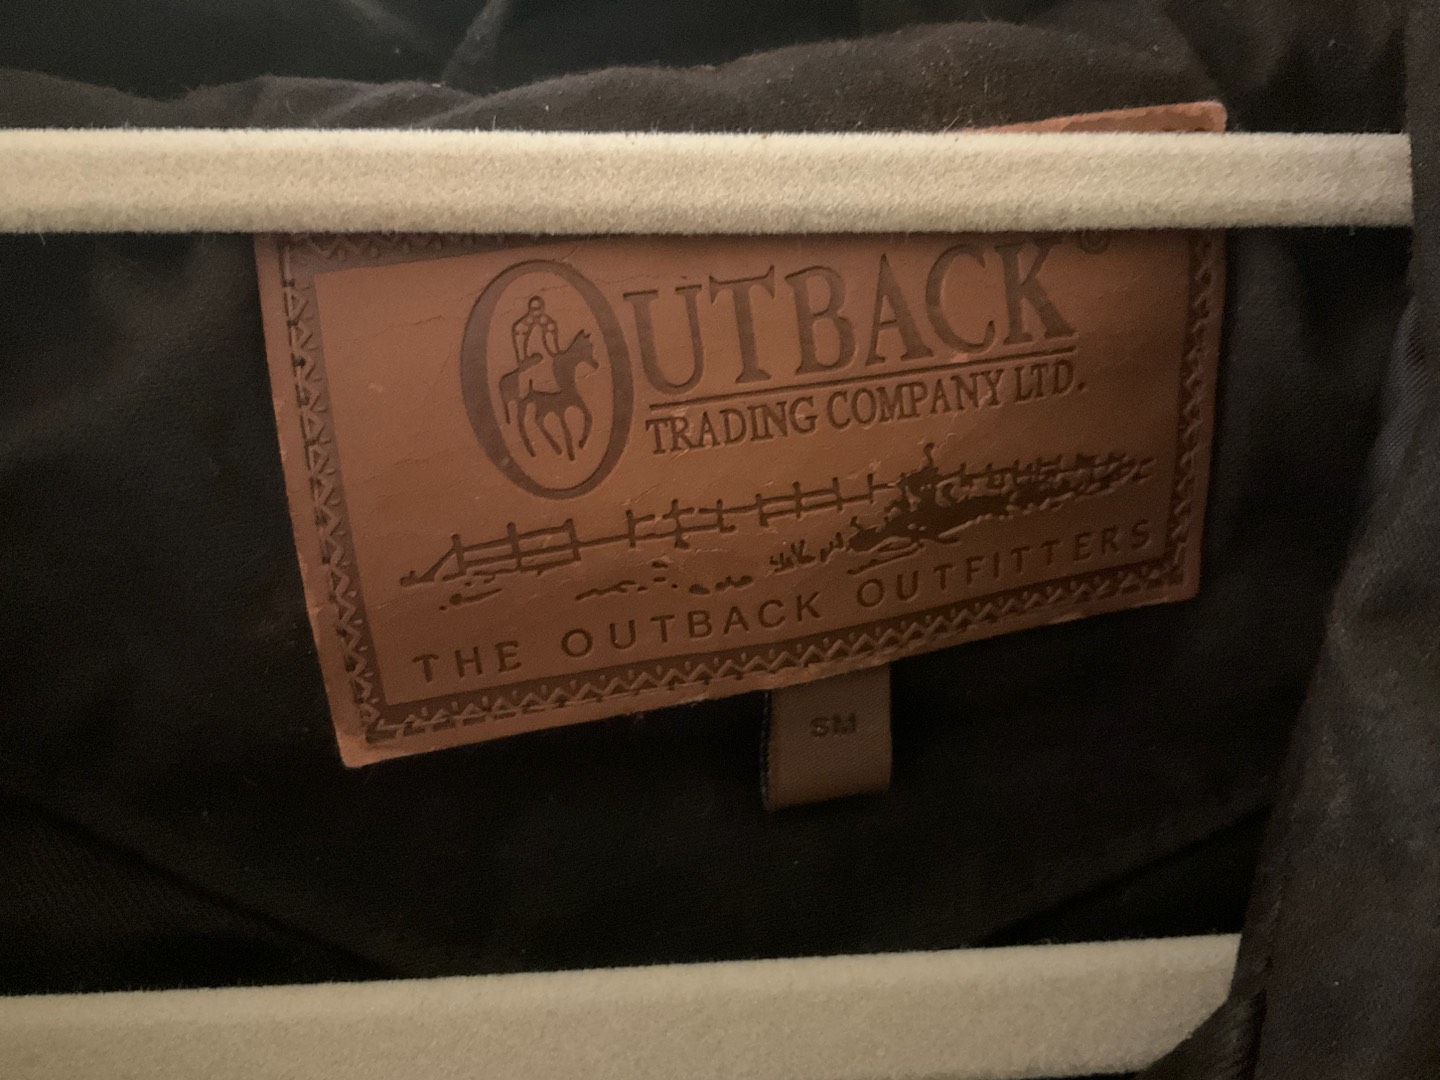 OUTBACK®
TRADING COMPANY LTD.
THE OUTBACK OUTFITTERS
SM